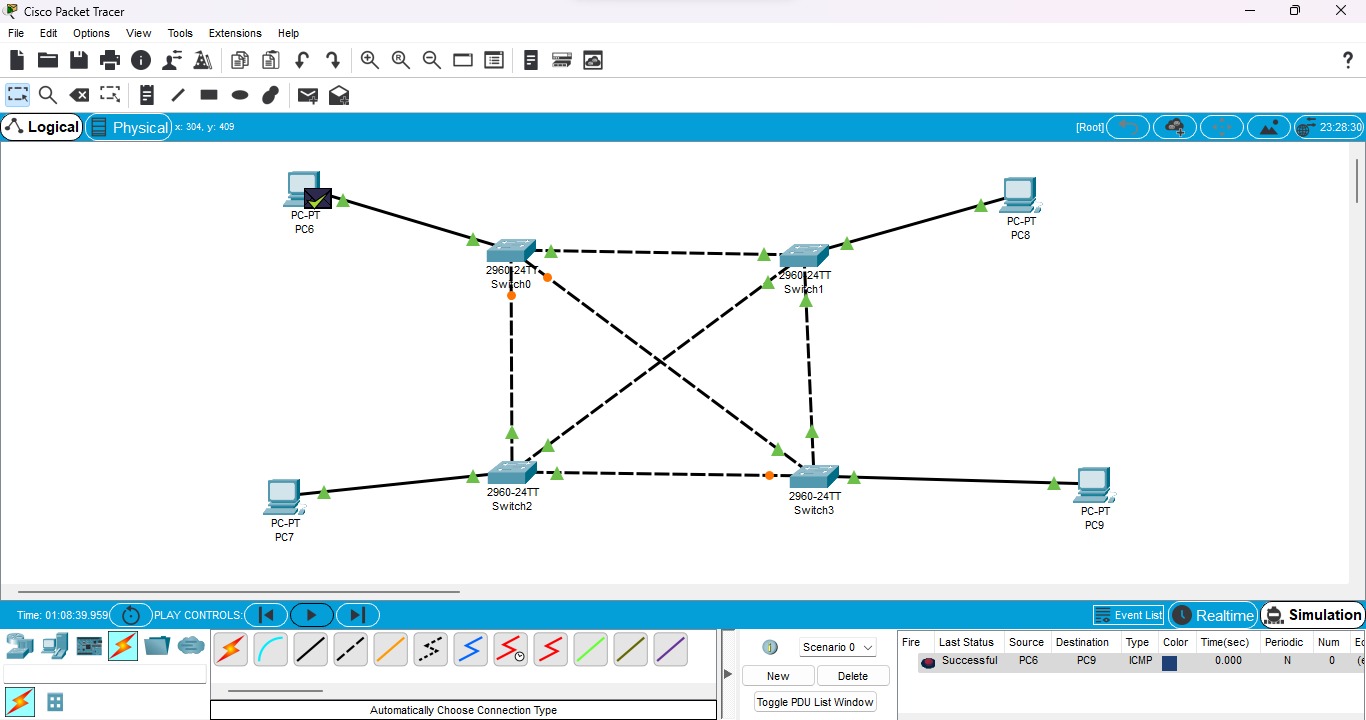 Cisco Packet Tracer
File Edit Options View Tools Extensions Help
Logical Physical x: 304, y: 409 [Root] 23:28:30
PC-PT
PC6
PC-PT
PC8
2960-24TT
Switch0
2960-24TT
Switch1
2960-24TT
Switch2
2960-24TT
Switch3
PC-PT
PC7
PC-PT
PC9
Time: 01:08:39.959 PLAY CONTROLS: Event List Realtime Simulation
Scenario 0
New Delete
Toggle PDU List Window
Fire Last Status Source Destination Type Color Time(sec) Periodic Num
Successful PC6 PC9 ICMP 0.000 N 0
Automatically Choose Connection Type